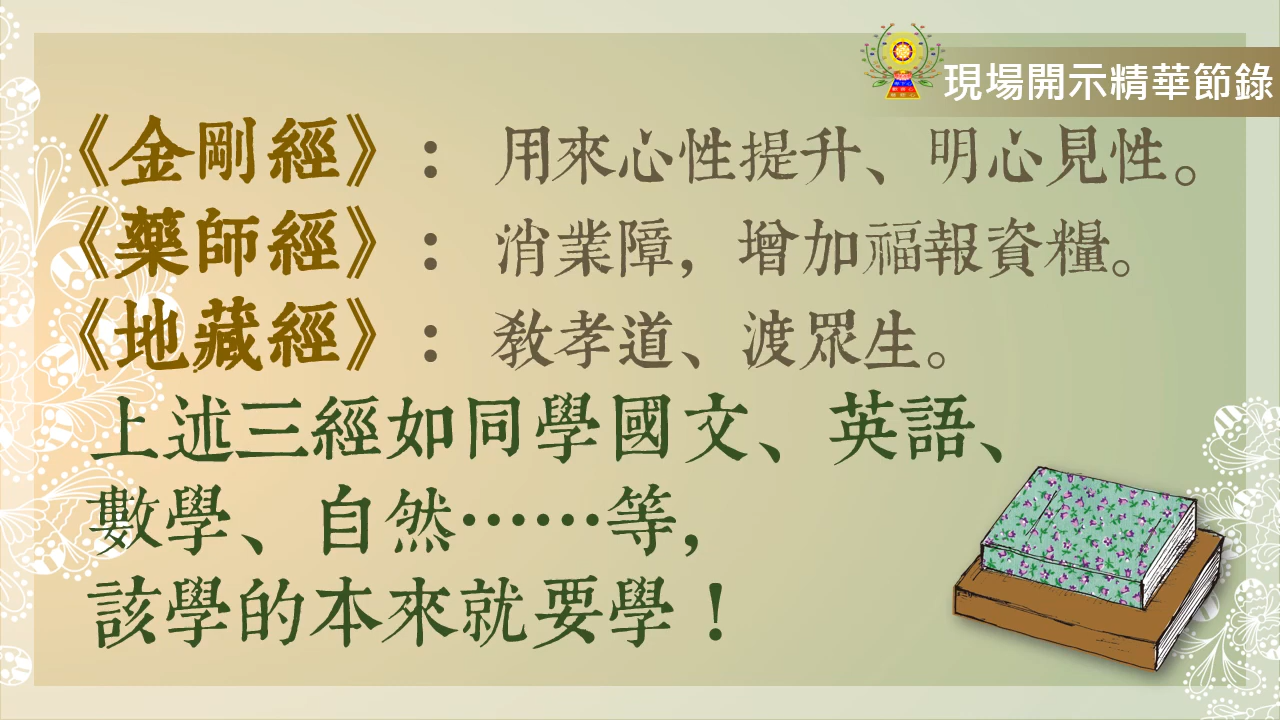 現場開示精華節錄
《金剛經》：用來心性提升、明心見性。
《藥師經》：消業障，增加福報資糧。
《地藏經》：教孝道、渡眾生。
上述三經如同學國文、英語、
數學、自然……等，
該學的本來就要學！